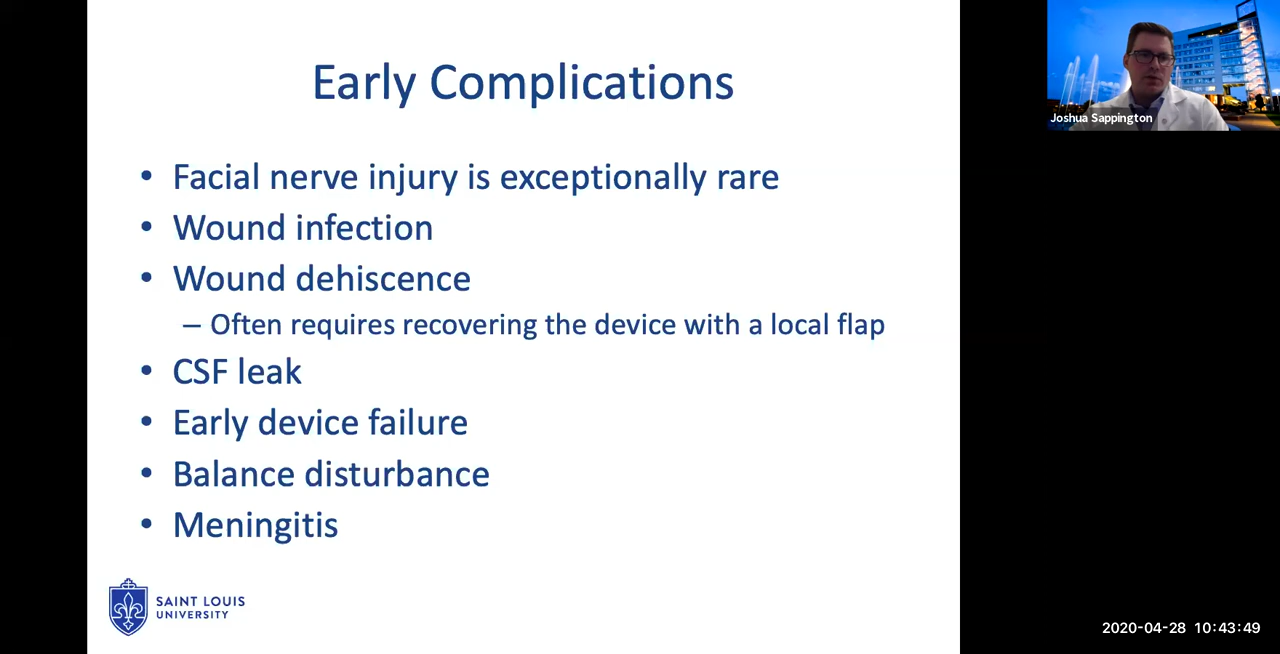 Early Complications
• Facial nerve injury is exceptionally rare
• Wound infection
• Wound dehiscence
– Often requires recovering the device with a local flap
• CSF leak
• Early device failure
• Balance disturbance
• Meningitis
SAINT LOUIS
UNIVERSITY
Joshua Sappington
2020-04-28 10:43:49